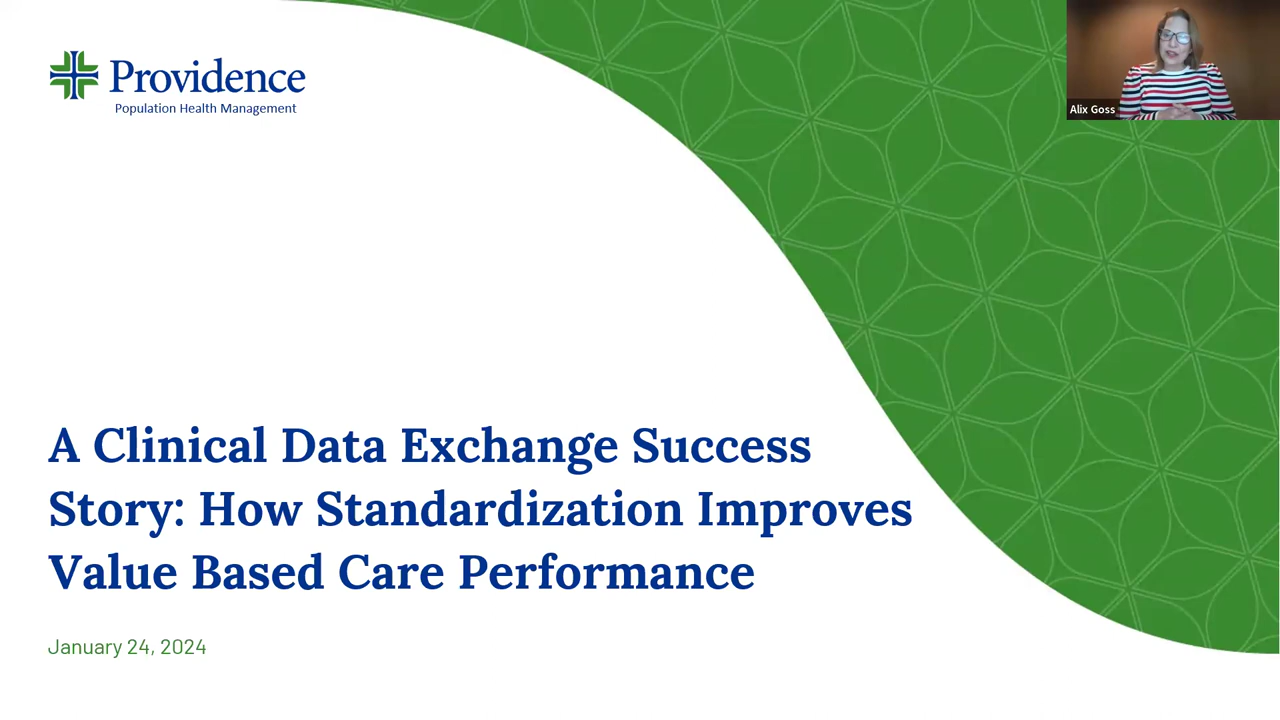 Providence
Population Health Management
Alix Goss
A Clinical Data Exchange Success
Story: How Standardization Improves
Value Based Care Performance
January 24, 2024